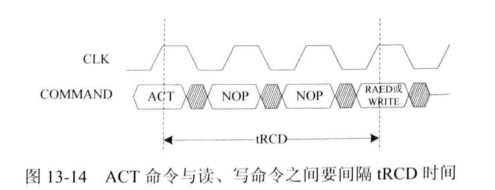 CLK
COMMAND ACT NOP NOP RAED或
WRITE
tRCD
图 13-14 ACT 命令与读、写命令之间要间隔 tRCD 时间